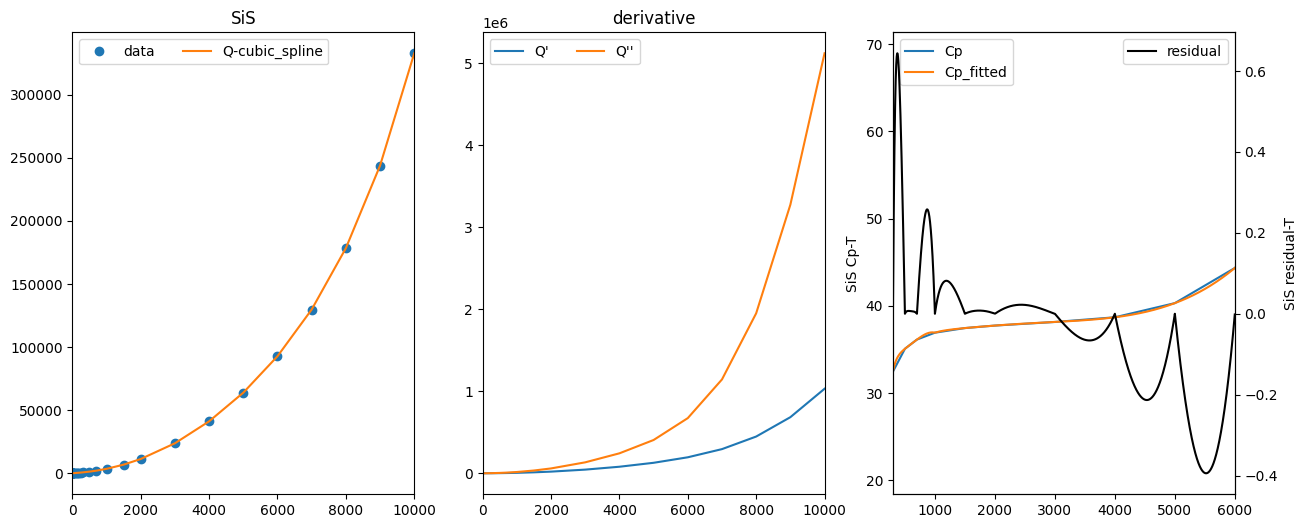 SiS
data
Q-cubic_spline
300000
250000
200000
150000
100000
50000
0
0 2000 4000 6000 8000 10000
derivative
1e6
Q'
Q''
5
4
3
2
1
0
0 2000 4000 6000 8000 10000
Cp
Cp_fitted
residual
SiS Cp-T
70
60
50
40
30
20
1000 2000 3000 4000 5000 6000
0.6
0.4
0.2
0.0
−0.2
−0.4
SiS residual-T